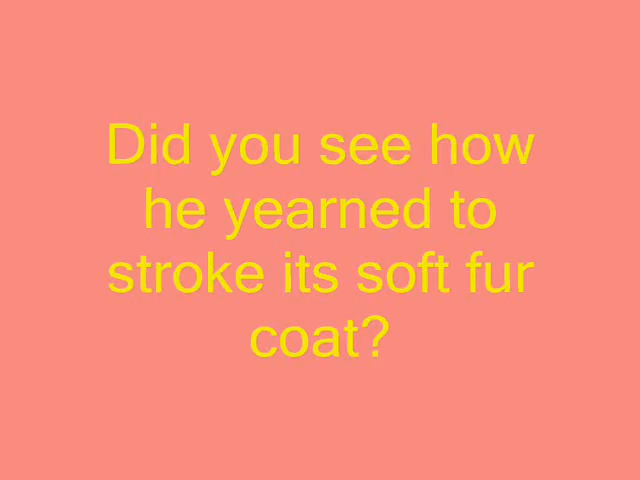 Did you see how
he yearned to
stroke its soft fur
coat?